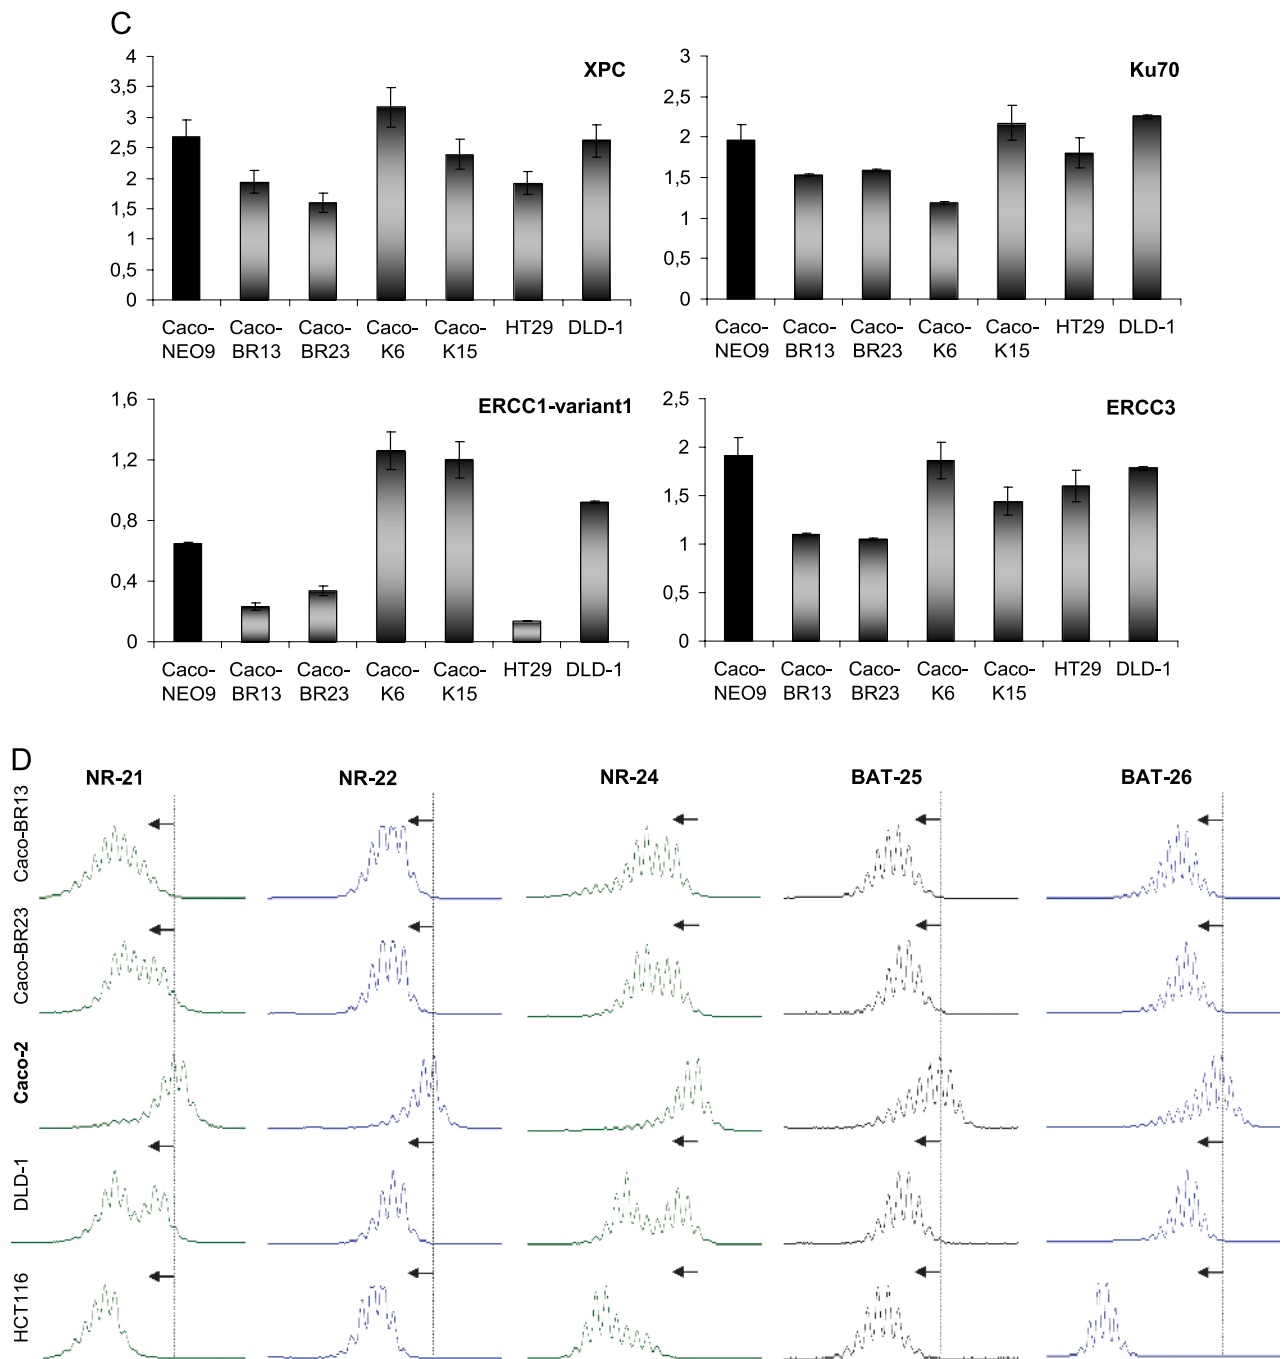 C
XPC
4
3,5
3
2,5
2
1,5
1
0,5
0
Caco-NEO9 Caco-BR13 Caco-BR23 Caco-K6 Caco-K15 HT29 DLD-1
Ku70
3
2,5
2
1,5
1
0,5
0
Caco-NEO9 Caco-BR13 Caco-BR23 Caco-K6 Caco-K15 HT29 DLD-1
ERCC1-variant1
1,6
1,2
0,8
0,4
0
Caco-NEO9 Caco-BR13 Caco-BR23 Caco-K6 Caco-K15 HT29 DLD-1
ERCC3
2,5
2
1,5
1
0,5
0
Caco-NEO9 Caco-BR13 Caco-BR23 Caco-K6 Caco-K15 HT29 DLD-1
D
NR-21 NR-22 NR-24 BAT-25 BAT-26
Caco-BR13
Caco-BR23
Caco-2
DLD-1
HCT116